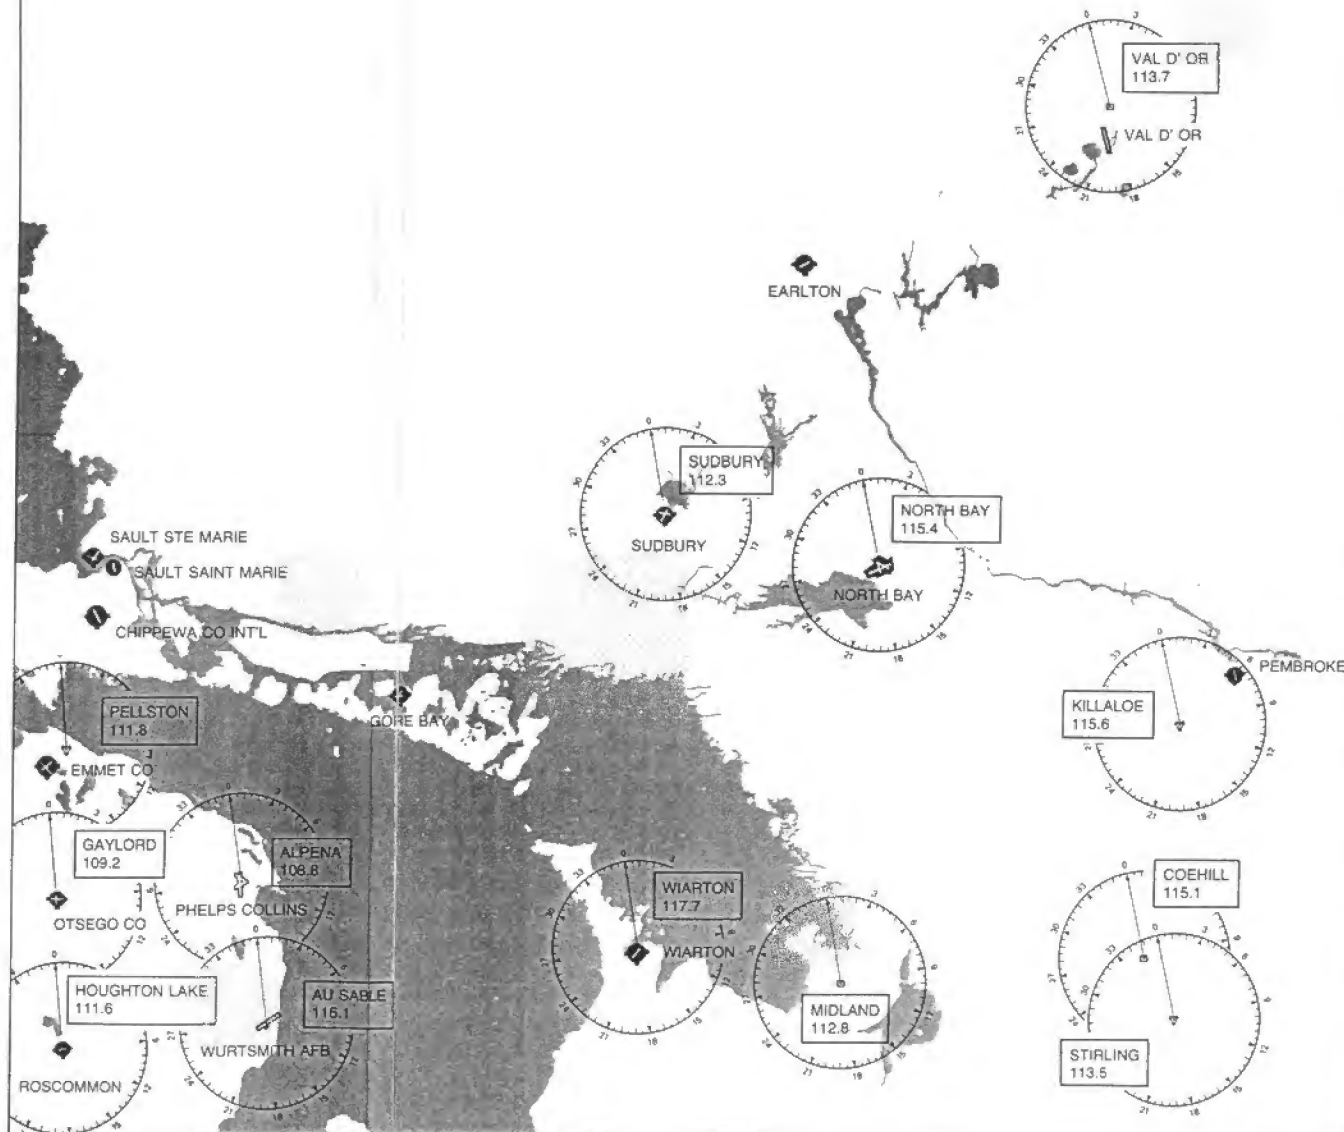 VAL D' OR
113.7
VAL D' OR
EARLTON
SUDBURY
112.3
SUDBURY
NORTH BAY
115.4
NORTH BAY
SAULT STE MARIE
SAULT SAINT MARIE
CHIPPEWA CO INT'L
PEMBROKE
PELLSTON
111.8
EMMET CO
GORE BAY
KILLALOE
115.6
GAYLORD
109.2
OTSEGO CO
ALPENA
108.8
PHELPS COLLINS
WIARTON
117.7
WIARTON
COEHILL
115.1
HOUGHTON LAKE
111.6
ROSCOMMON
AU SABLE
116.1
WURTSMITH AFB
MIDLAND
112.8
STIRLING
113.5